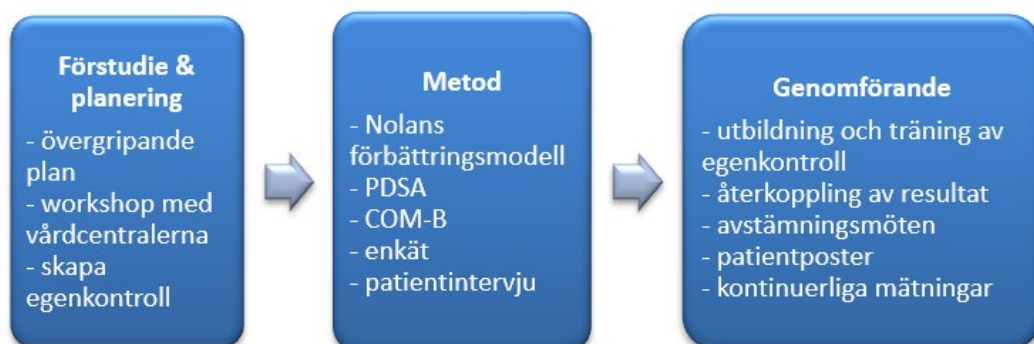 Förstudie &
planering
- övergripande
plan
- workshop med
vårdcentralerna
- skapa
egenkontroll
Metod
- Nolans
förbättringsmodell
- PDSA
- COM-B
- enkät
- patientintervju
Genomförande
- utbildning och träning av
egenkontroll
- återkoppling av resultat
- avstämningsmöten
- patientposter
- kontinuerliga mätningar